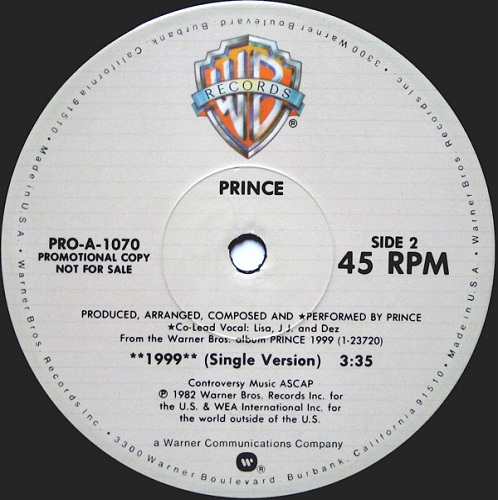 WB
RECORDS
®
PRINCE
PRO-A-1070
PROMOTIONAL COPY
NOT FOR SALE
SIDE 2
45 RPM
PRODUCED, ARRANGED, COMPOSED AND ★PERFORMED BY PRINCE
★Co-Lead Vocal: Lisa, J.J. and Dez
From the Warner Bros. album PRINCE 1999 (1-23720)
**1999** (Single Version) 3:35
Controversy Music ASCAP
℗ 1982 Warner Bros. Records Inc. for
the U.S. & WEA International Inc. for
the world outside of the U.S.
a Warner Communications Company
W ®
Warner Bros. Records Inc. • 3300 Warner Boulevard, Burbank, California 91510 • Made in U.S.A. • Warner Bros. Records Inc. • 3300 Warner Boulevard, Burbank, California 91510 • Made in U.S.A. •